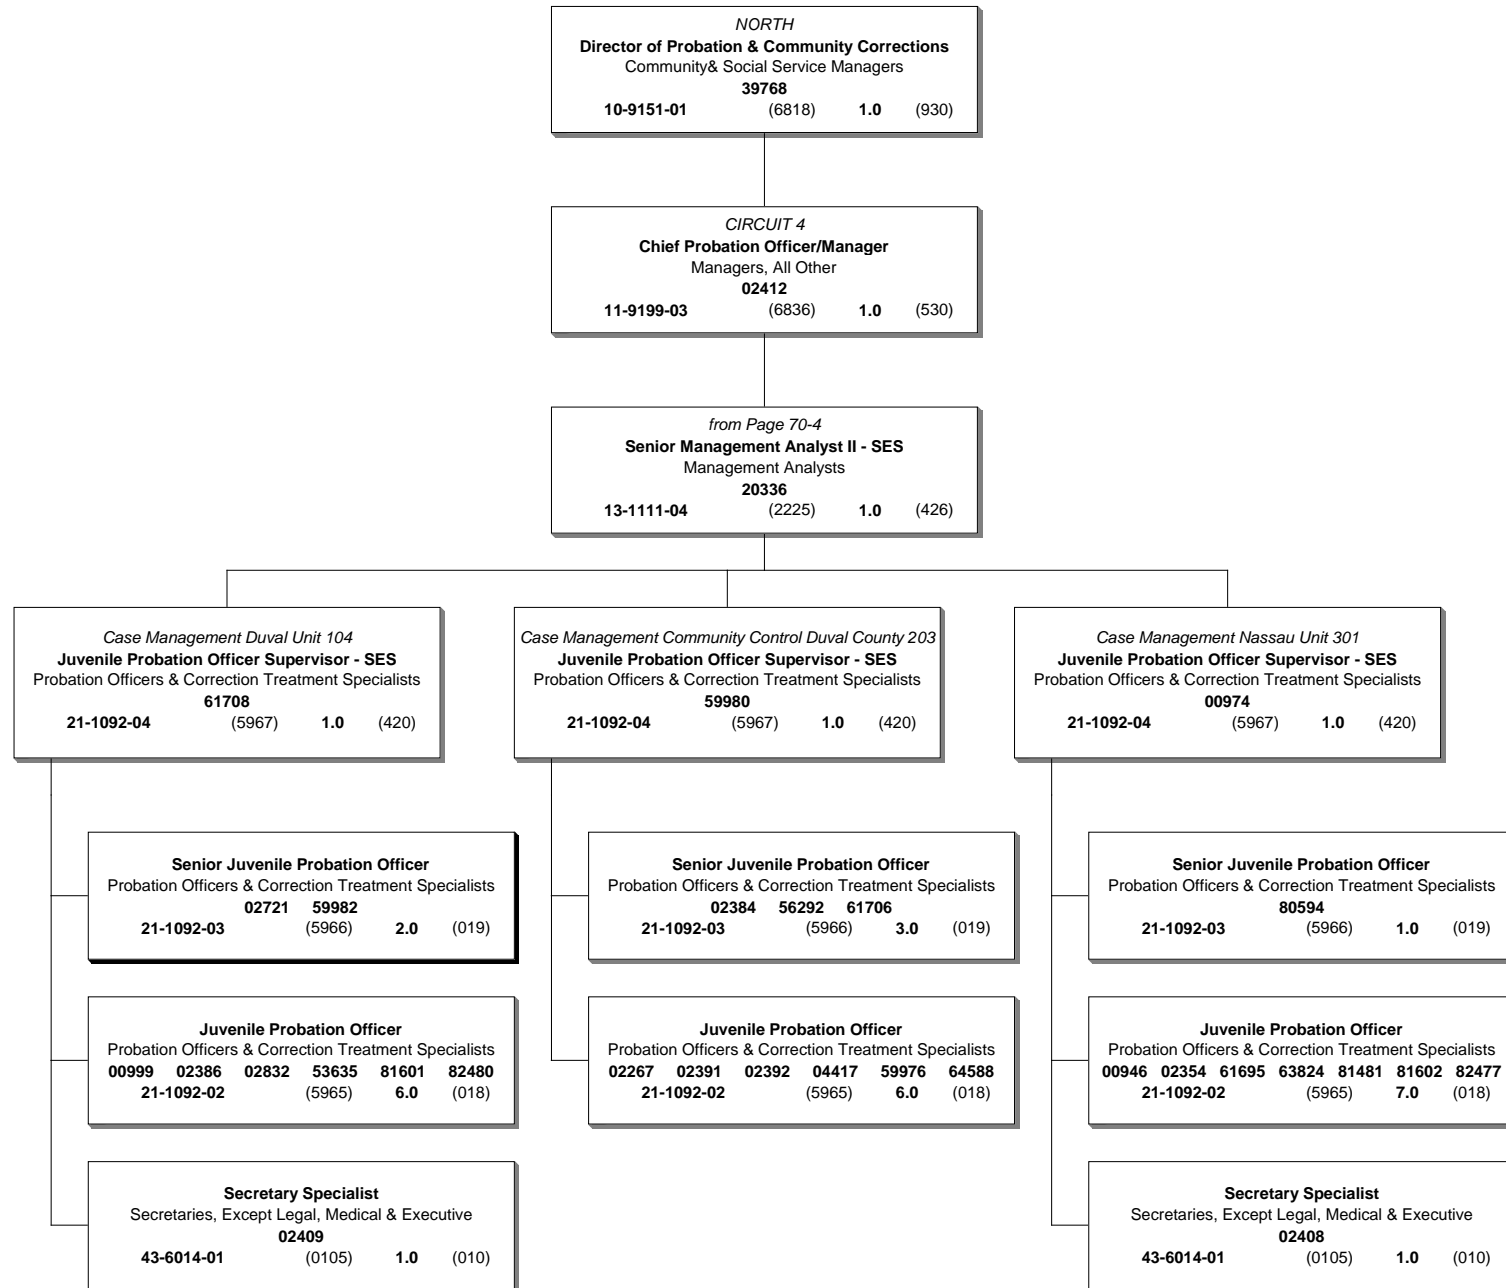 NORTH
Director of Probation & Community Corrections
Community& Social Service Managers
39768
10-9151-01 (6818) 1.0 (930)
CIRCUIT 4
Chief Probation Officer/Manager
Managers, All Other
02412
11-9199-03 (6836) 1.0 (530)
from Page 70-4
Senior Management Analyst II - SES
Management Analysts
20336
13-1111-04 (2225) 1.0 (426)
Case Management Duval Unit 104
Juvenile Probation Officer Supervisor - SES
Probation Officers & Correction Treatment Specialists
61708
21-1092-04 (5967) 1.0 (420)
Senior Juvenile Probation Officer
Probation Officers & Correction Treatment Specialists
02721 59982
21-1092-03 (5966) 2.0 (019)
Juvenile Probation Officer
Probation Officers & Correction Treatment Specialists
00999 02386 02832 53635 81601 82480
21-1092-02 (5965) 6.0 (018)
Secretary Specialist
Secretaries, Except Legal, Medical & Executive
02409
43-6014-01 (0105) 1.0 (010)
Case Management Community Control Duval County 203
Juvenile Probation Officer Supervisor - SES
Probation Officers & Correction Treatment Specialists
59980
21-1092-04 (5967) 1.0 (420)
Senior Juvenile Probation Officer
Probation Officers & Correction Treatment Specialists
02384 56292 61706
21-1092-03 (5966) 3.0 (019)
Juvenile Probation Officer
Probation Officers & Correction Treatment Specialists
02267 02391 02392 04417 59976 64588
21-1092-02 (5965) 6.0 (018)
Case Management Nassau Unit 301
Juvenile Probation Officer Supervisor - SES
Probation Officers & Correction Treatment Specialists
00974
21-1092-04 (5967) 1.0 (420)
Senior Juvenile Probation Officer
Probation Officers & Correction Treatment Specialists
80594
21-1092-03 (5966) 1.0 (019)
Juvenile Probation Officer
Probation Officers & Correction Treatment Specialists
00946 02354 61695 63824 81481 81602 82477
21-1092-02 (5965) 7.0 (018)
Secretary Specialist
Secretaries, Except Legal, Medical & Executive
02408
43-6014-01 (0105) 1.0 (010)